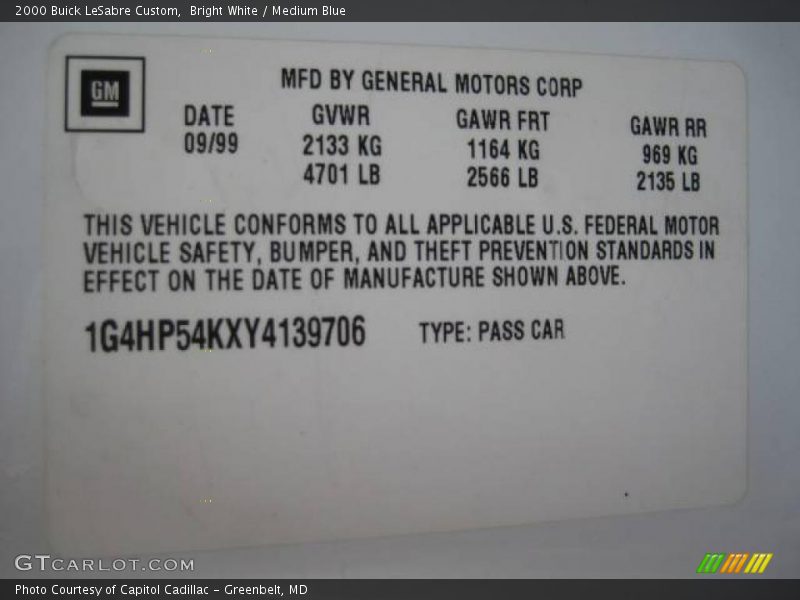 2000 Buick LeSabre Custom, Bright White / Medium Blue
GM
MFD BY GENERAL MOTORS CORP
DATE GVWR GAWR FRT GAWR RR
09/99 2133 KG 1164 KG 969 KG
4701 LB 2566 LB 2135 LB
THIS VEHICLE CONFORMS TO ALL APPLICABLE U.S. FEDERAL MOTOR
VEHICLE SAFETY, BUMPER, AND THEFT PREVENTION STANDARDS IN
EFFECT ON THE DATE OF MANUFACTURE SHOWN ABOVE.
1G4HP54KXY4139706 TYPE: PASS CAR
GTCARLOT.COM
Photo Courtesy of Capitol Cadillac - Greenbelt, MD